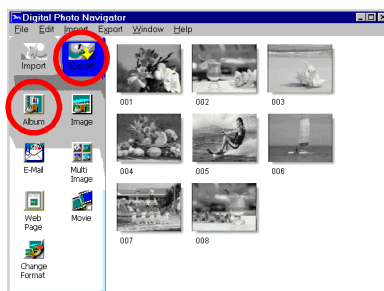 Digital Photo Navigator
File Edit Import Export Window Help
Import Export
001 002 003
Album Image
004 005 006
E-Mail Multi Image
Web Page Movie
007 008
Change Format